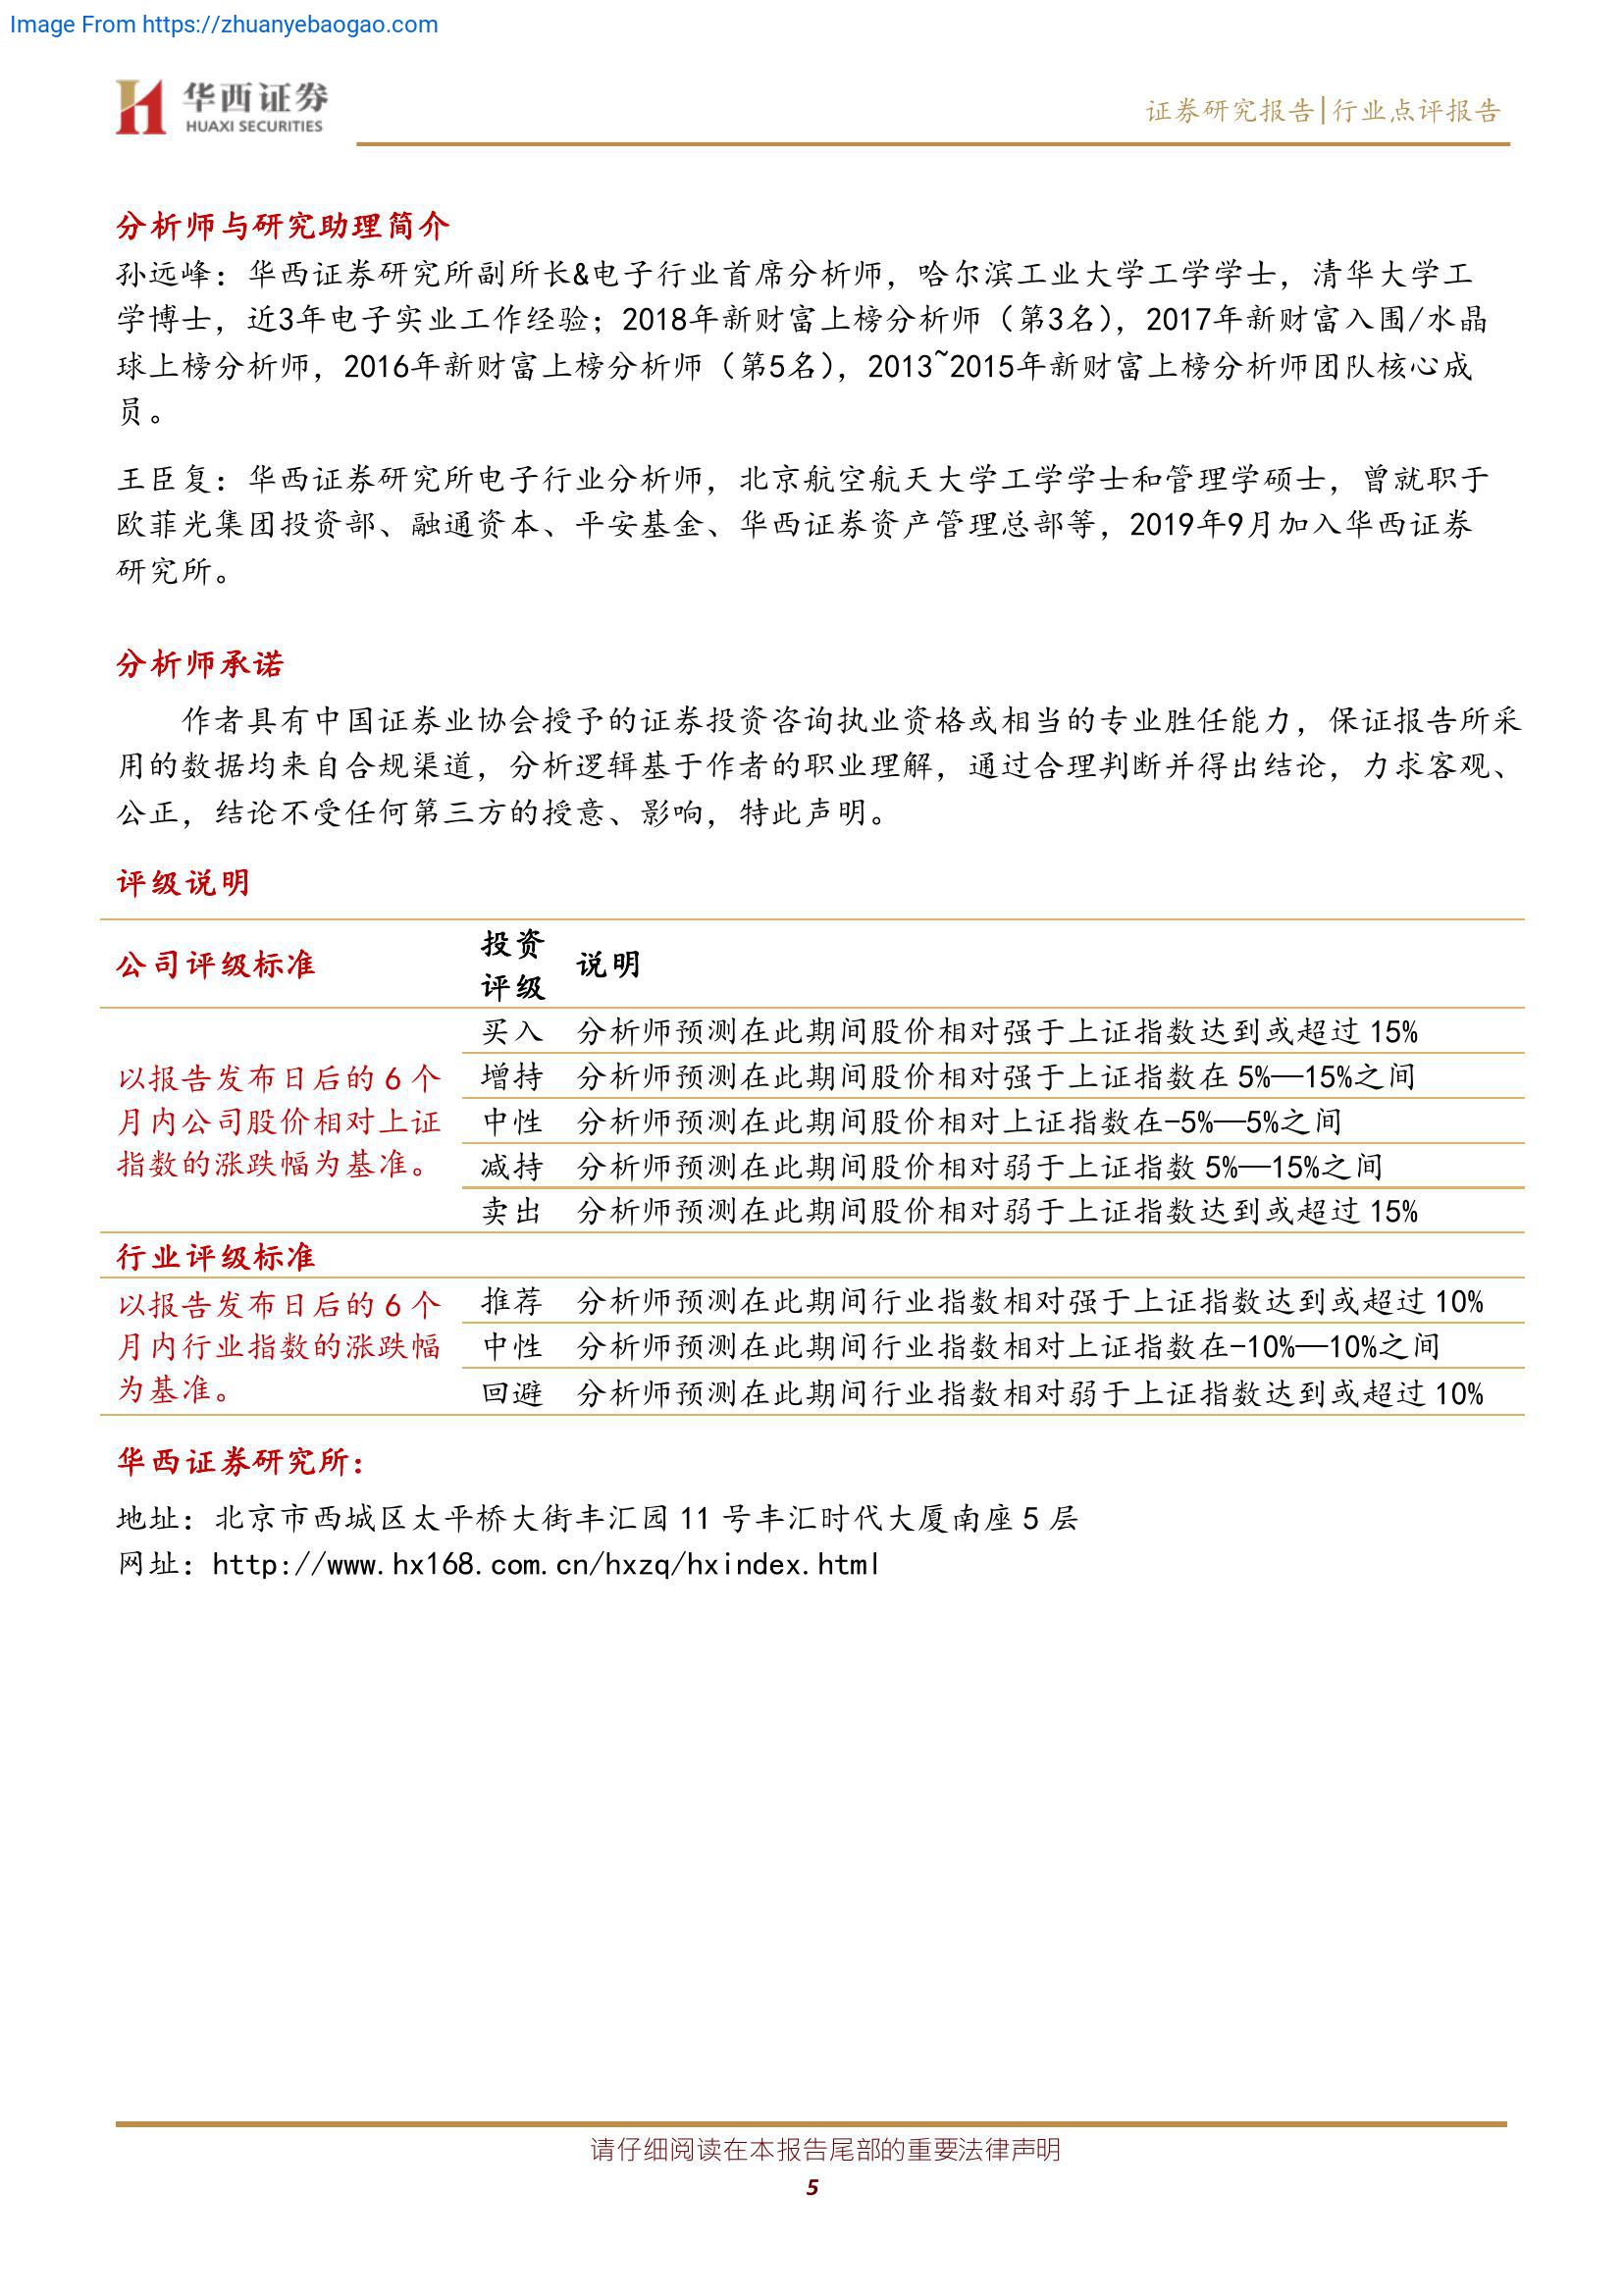 Image From https://zhuanyebaogao.com
华西证券
HUAXI SECURITIES
证券研究报告|行业点评报告
分析师与研究助理简介
孙远峰：华西证券研究所副所长&电子行业首席分析师，哈尔滨工业大学工学学士，清华大学工
学博士，近3年电子实业工作经验；2018年新财富上榜分析师（第3名），2017年新财富入围/水晶
球上榜分析师，2016年新财富上榜分析师（第5名），2013~2015年新财富上榜分析师团队核心成
员。
王臣复：华西证券研究所电子行业分析师，北京航空航天大学工学学士和管理学硕士，曾就职于
欧菲光集团投资部、融通资本、平安基金、华西证券资产管理总部等，2019年9月加入华西证券
研究所。
分析师承诺
作者具有中国证券业协会授予的证券投资咨询执业资格或相当的专业胜任能力，保证报告所采
用的数据均来自合规渠道，分析逻辑基于作者的职业理解，通过合理判断并得出结论，力求客观、
公正，结论不受任何第三方的授意、影响，特此声明。
评级说明
公司评级标准
投资
评级
说明
以报告发布日后的 6 个
月内公司股价相对上证
指数的涨跌幅为基准。
买入 分析师预测在此期间股价相对强于上证指数达到或超过 15%
增持 分析师预测在此期间股价相对强于上证指数在 5%—15%之间
中性 分析师预测在此期间股价相对上证指数在-5%—5%之间
减持 分析师预测在此期间股价相对弱于上证指数 5%—15%之间
卖出 分析师预测在此期间股价相对弱于上证指数达到或超过 15%
行业评级标准
以报告发布日后的 6 个
月内行业指数的涨跌幅
为基准。
推荐 分析师预测在此期间行业指数相对强于上证指数达到或超过 10%
中性 分析师预测在此期间行业指数相对上证指数在-10%—10%之间
回避 分析师预测在此期间行业指数相对弱于上证指数达到或超过 10%
华西证券研究所：
地址：北京市西城区太平桥大街丰汇园 11 号丰汇时代大厦南座 5 层
网址：http://www.hx168.com.cn/hxzq/hxindex.html
请仔细阅读在本报告尾部的重要法律声明
5